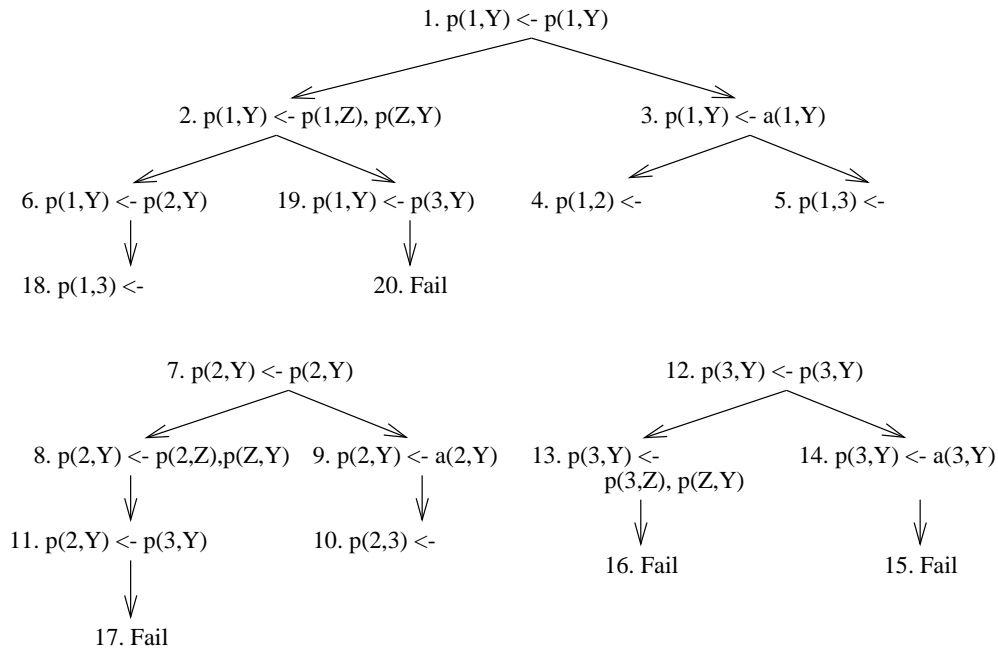 1. p(1,Y) <- p(1,Y)
2. p(1,Y) <- p(1,Z), p(Z,Y)
3. p(1,Y) <- a(1,Y)
6. p(1,Y) <- p(2,Y)
19. p(1,Y) <- p(3,Y)
4. p(1,2) <-
5. p(1,3) <-
18. p(1,3) <-
20. Fail
7. p(2,Y) <- p(2,Y)
12. p(3,Y) <- p(3,Y)
8. p(2,Y) <- p(2,Z),p(Z,Y)
9. p(2,Y) <- a(2,Y)
13. p(3,Y) <-
p(3,Z), p(Z,Y)
14. p(3,Y) <- a(3,Y)
11. p(2,Y) <- p(3,Y)
10. p(2,3) <-
16. Fail
15. Fail
17. Fail